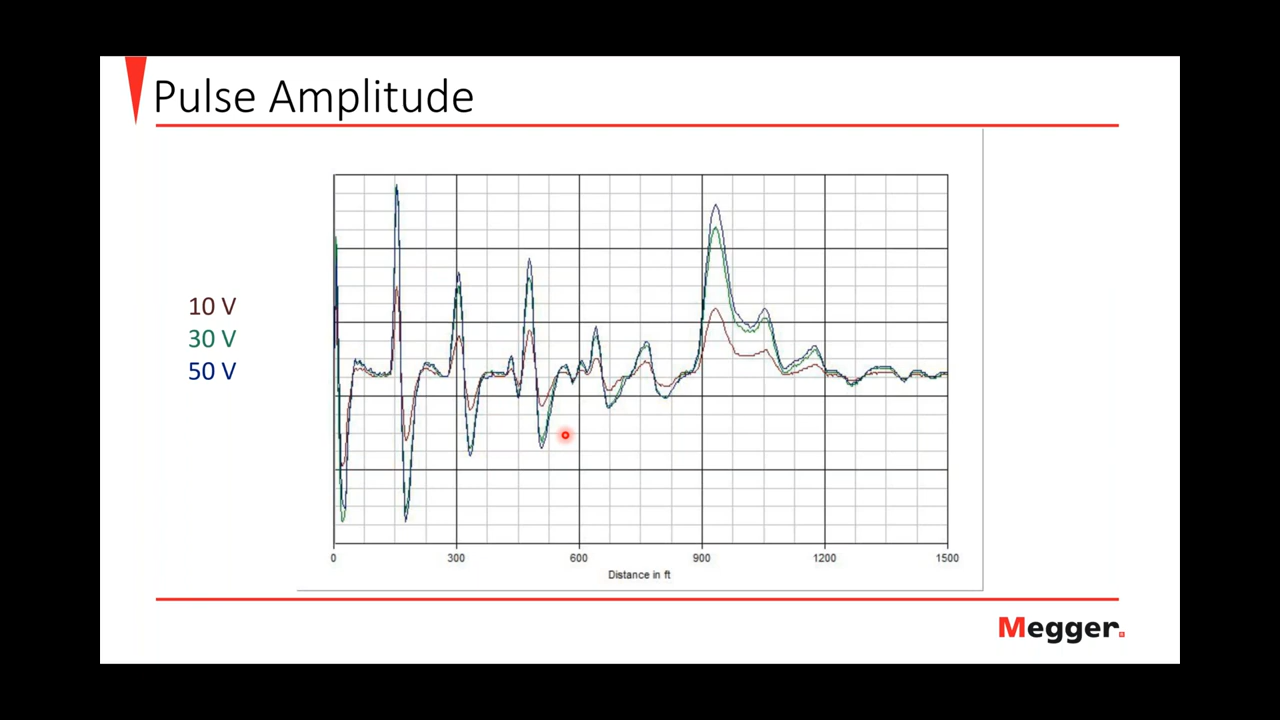 Pulse Amplitude
10 V
30 V
50 V
0 300 600 900 1200 1500
Distance in ft
Megger.